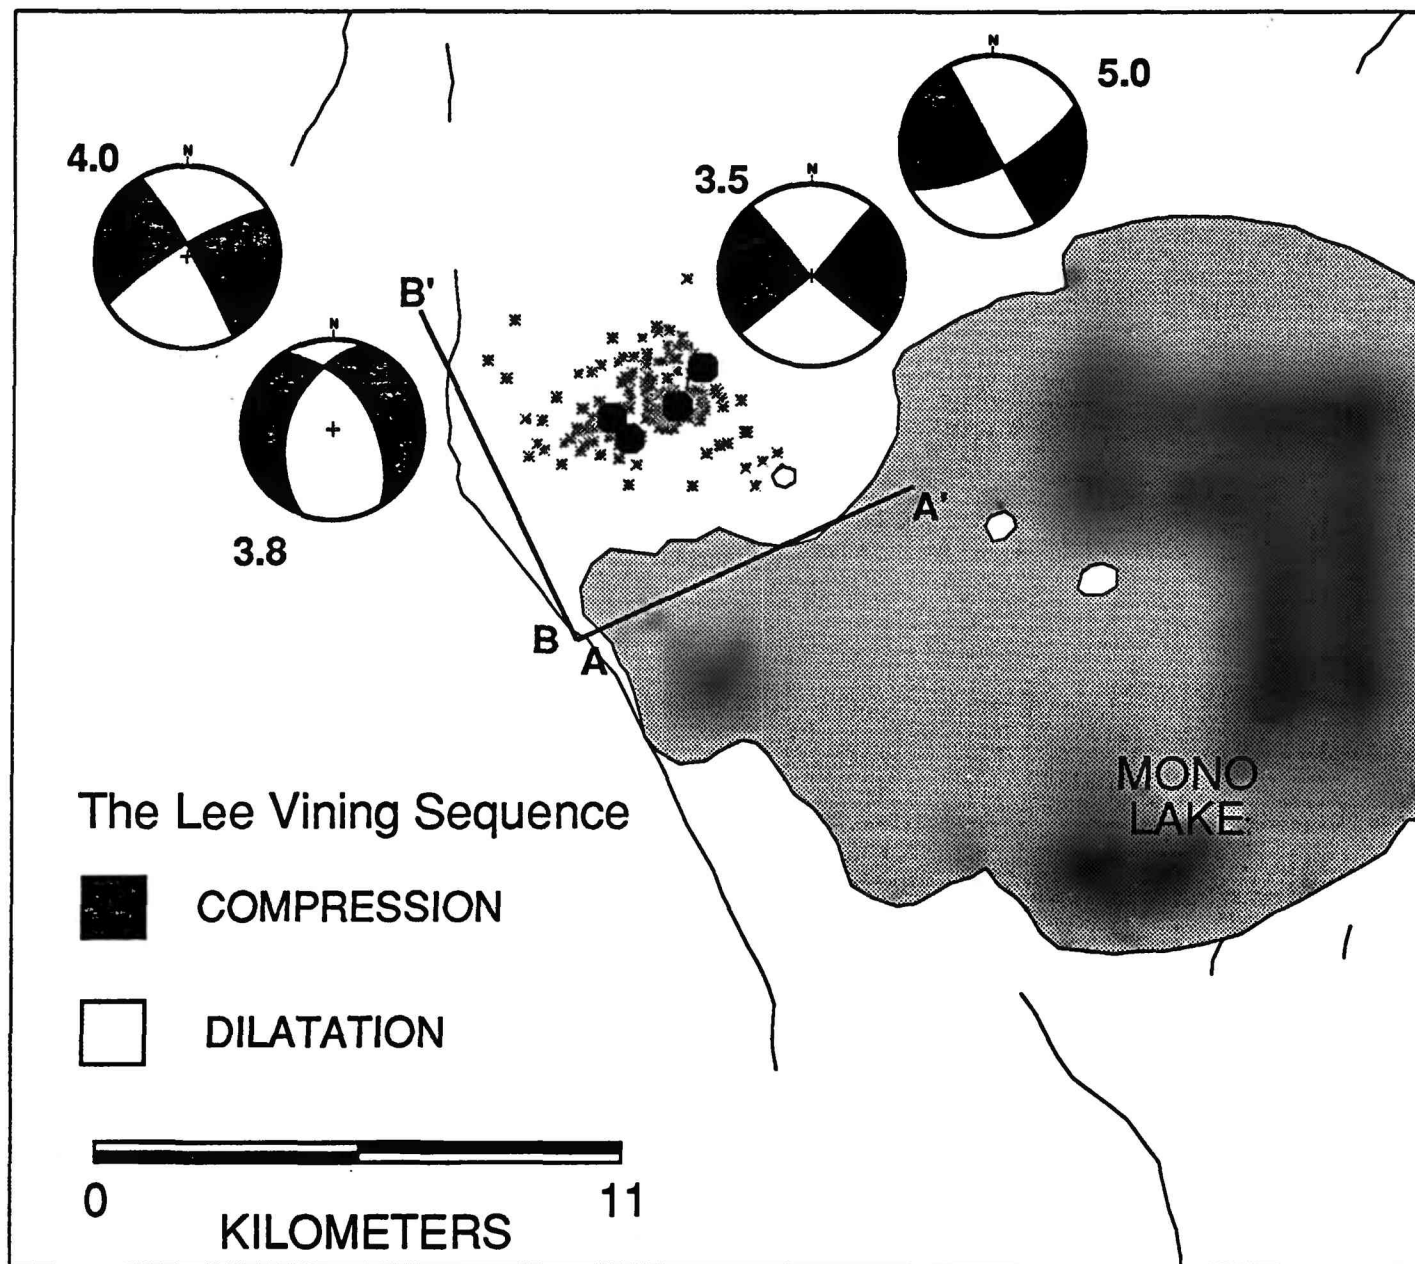 N
5.0
N
4.0
N
3.5
B'
N
A'
3.8
B
A
MONO
LAKE
The Lee Vining Sequence
COMPRESSION
DILATATION
0
11
KILOMETERS